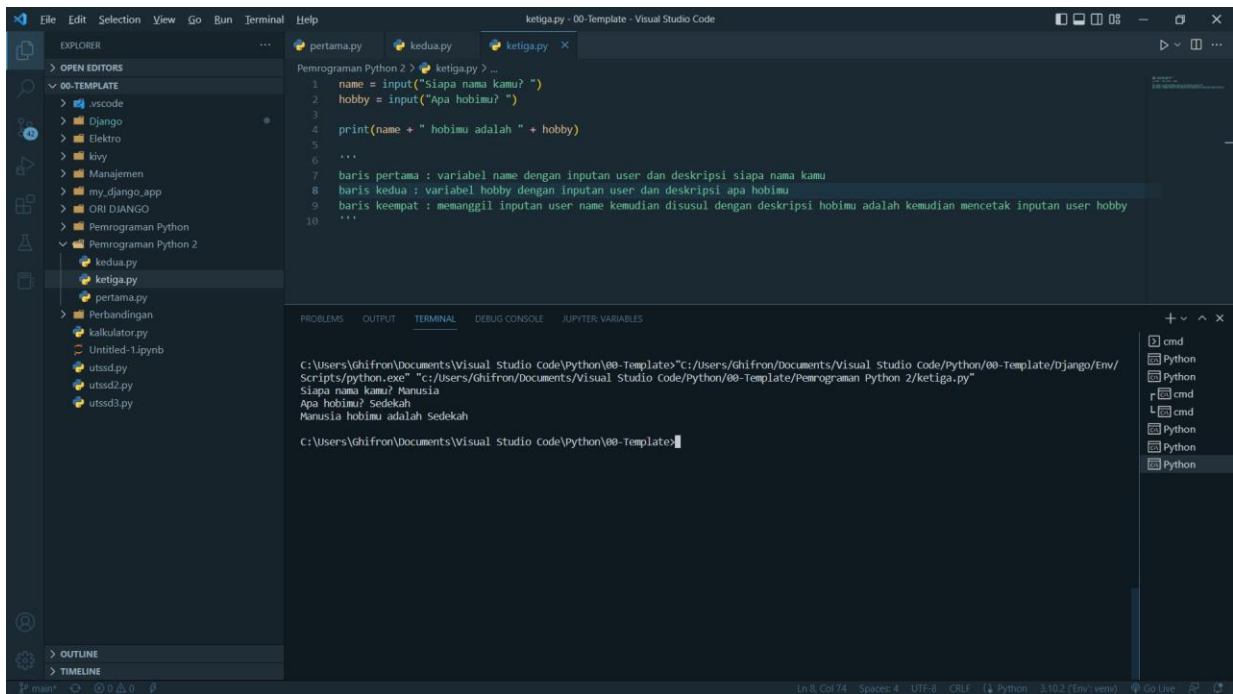 File Edit Selection View Go Run Terminal Help
ketiga.py - 00-Template - Visual Studio Code
EXPLORER
OPEN EDITORS
00-TEMPLATE
.vscode
Django
Elektro
kivy
Manajemen
my_django_app
ORI DJANGO
Pemrograman Python
Pemrograman Python 2
kedua.py
ketiga.py
pertama.py
Perbandingan
kalkulator.py
Untitled-1.ipynb
utssd.py
utssd2.py
utssd3.py
OUTLINE
TIMELINE
42
pertama.py kedua.py ketiga.py
Pemrograman Python 2 > ketiga.py > ...
1 name = input("Siapa nama kamu? ")
2 hobby = input("Apa hobimu? ")
3
4 print(name + " hobimu adalah " + hobby)
5
6 '''
7 baris pertama : variabel name dengan inputan user dan deskripsi siapa nama kamu
8 baris kedua : variabel hobby dengan inputan user dan deskripsi apa hobimu
9 baris keempat : memanggil inputan user name kemudian disusul dengan deskripsi hobimu adalah kemudian mencetak inputan user hobby
10 '''
PROBLEMS OUTPUT TERMINAL DEBUG CONSOLE JUPYTER: VARIABLES
C:\Users\Ghifron\Documents\Visual Studio Code\Python\00-Template>"C:/Users/Ghifron/Documents/Visual Studio Code/Python/00-Template/Django/Env/
Scripts/python.exe" "c:/Users/Ghifron/Documents/Visual Studio Code/Python/00-Template/Pemrograman Python 2/ketiga.py"
Siapa nama kamu? Manusia
Apa hobimu? Sedekah
Manusia hobimu adalah Sedekah
C:\Users\Ghifron\Documents\Visual Studio Code\Python\00-Template>
cmd
Python
Python
cmd
cmd
Python
Python
Python
main* 0 0 0
Ln 8, Col 74 Spaces: 4 UTF-8 CRLF Python 3.10.2 ('Env': venv) Go Live